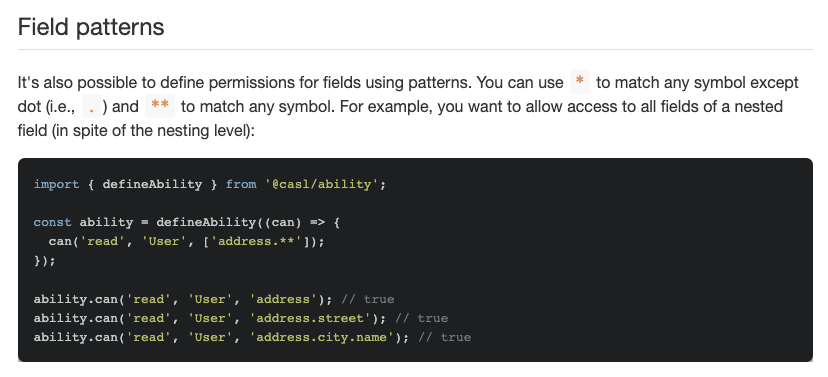 Field patterns
It's also possible to define permissions for fields using patterns. You can use * to match any symbol except
dot (i.e., . ) and ** to match any symbol. For example, you want to allow access to all fields of a nested
field (in spite of the nesting level):
import { defineAbility } from '@casl/ability';
const ability = defineAbility((can) => {
  can('read', 'User', ['address.**']);
});
ability.can('read', 'User', 'address'); // true
ability.can('read', 'User', 'address.street'); // true
ability.can('read', 'User', 'address.city.name'); // true